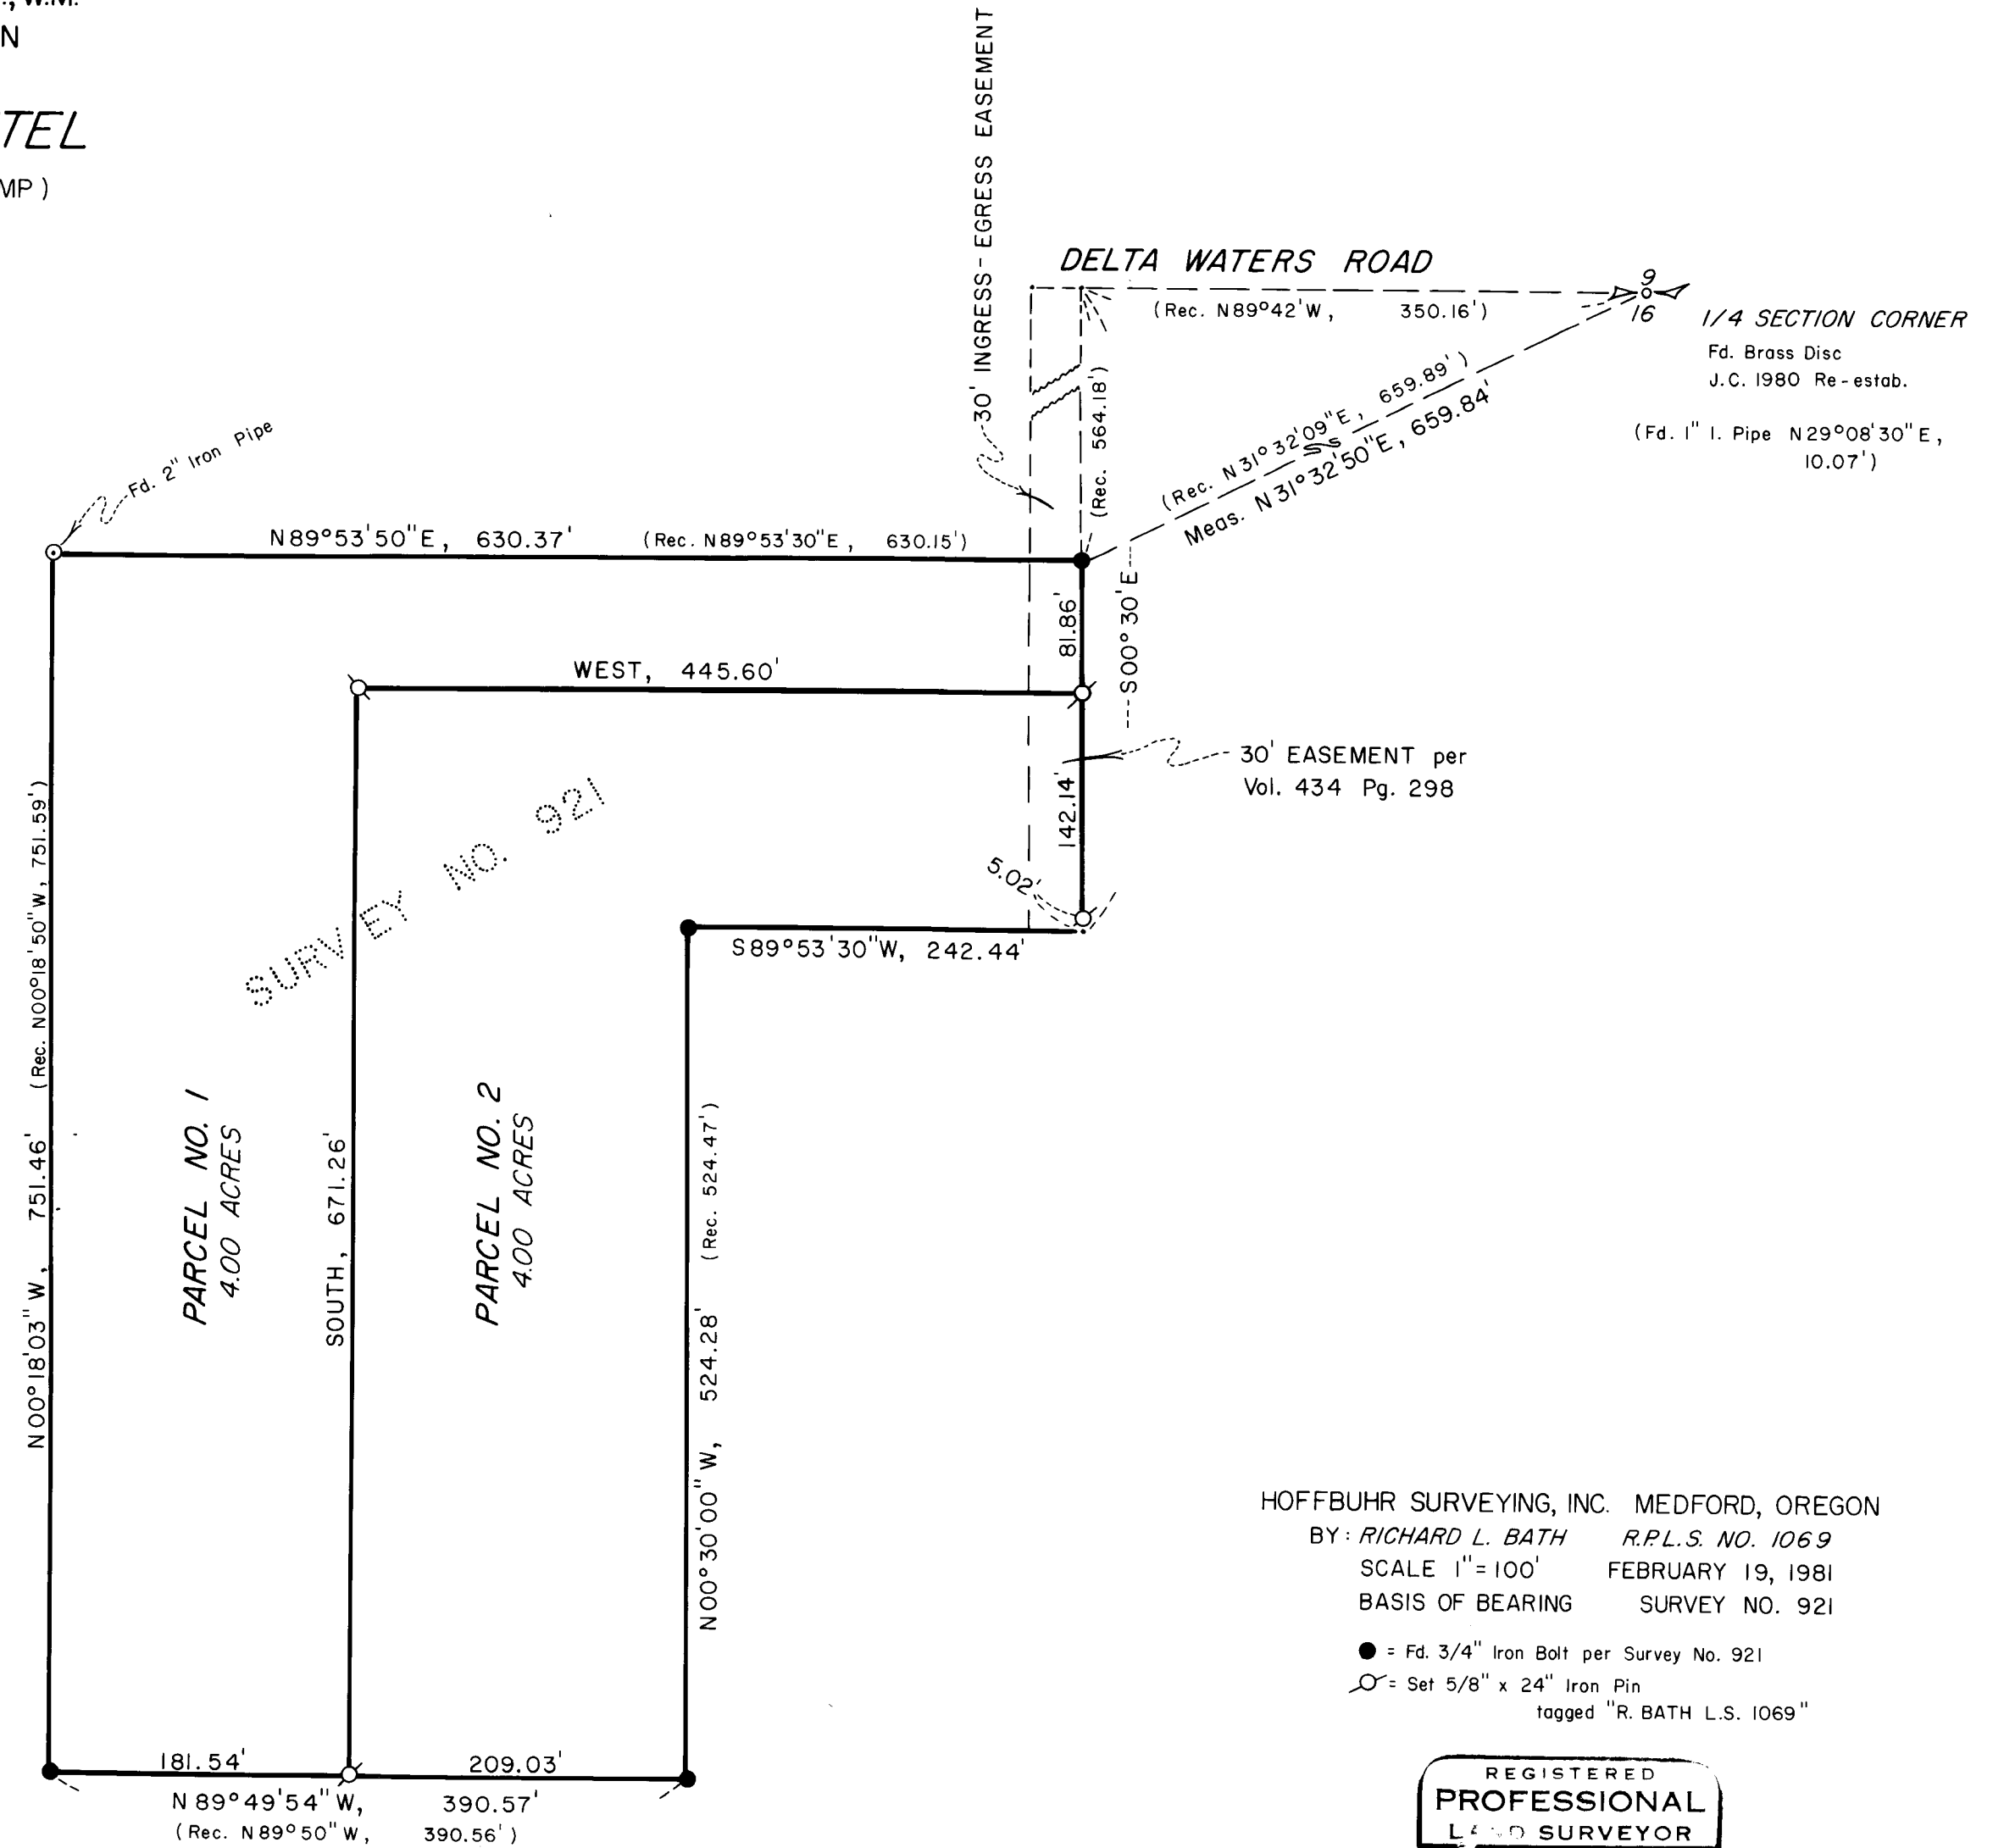 W.M.
N
TEL
MP )
30' INGRESS - EGRESS EASEMENT
DELTA WATERS ROAD
(Rec. N89°42'W, 350.16')
9
16
1/4 SECTION CORNER
Fd. Brass Disc
J.C. 1980 Re-estab.
(Fd. 1" I. Pipe N29°08'30"E,
10.07')
(Rec. 564.18')
(Rec. N31°32'09"E, 659.89')
Meas. N31°32'50"E, 659.84'
Fd. 2" Iron Pipe
N89°53'50"E, 630.37' (Rec. N89°53'30"E, 630.15')
81.86'
S00°30'E
WEST, 445.60'
30' EASEMENT per
Vol. 434 Pg. 298
142.14'
5.02'
S89°53'30"W, 242.44'
SURVEY NO. 921
N00°18'03"W, 751.46' (Rec. N00°18'50"W, 751.59')
PARCEL NO. 1
4.00 ACRES
SOUTH, 671.26'
PARCEL NO. 2
4.00 ACRES
N00°30'00"W, 524.28' (Rec. 524.47')
181.54'
209.03'
N89°49'54"W, 390.57'
(Rec. N89°50"W, 390.56')
HOFFBUHR SURVEYING, INC. MEDFORD, OREGON
BY: RICHARD L. BATH R.P.L.S. NO. 1069
SCALE 1"=100' FEBRUARY 19, 1981
BASIS OF BEARING SURVEY NO. 921
= Fd. 3/4" Iron Bolt per Survey No. 921
= Set 5/8" x 24" Iron Pin
tagged "R. BATH L.S. 1069"
REGISTERED
PROFESSIONAL
LAND SURVEYOR